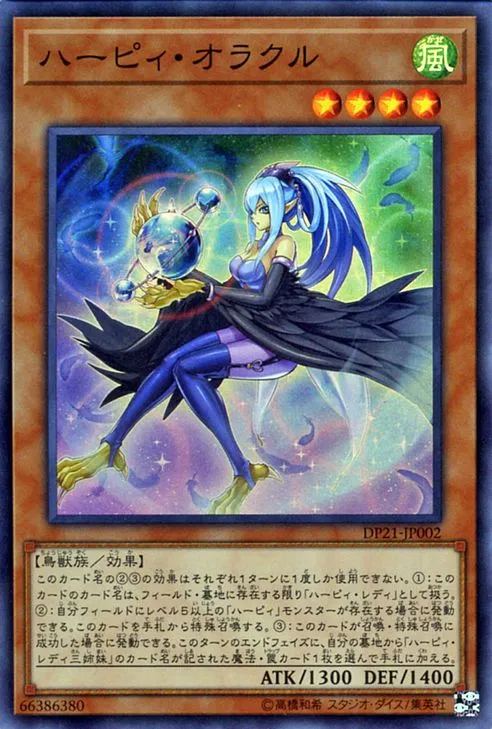 ハーピィ・オラクル
風
DP21-JP002
【鳥獣族/効果】
このカード名の②③の効果はそれぞれ1ターンに1度しか使用できない。①:この
カードのカード名は、フィールド・墓地に存在する限り「ハーピィ・レディ」として扱う。
②:自分フィールドにレベル5以上の「ハーピィ」モンスターが存在する場合に発動
できる。このカードを手札から特殊召喚する。③:このカードが召喚・特殊召喚に
成功した場合に発動できる。このターンのエンドフェイズに、自分の墓地から「ハーピィ・
レディ三姉妹」のカード名が記された魔法・罠カード1枚を選んで手札に加える。
ATK/1300 DEF/1400
66386380
©高橋和希 スタジオ・ダイス/集英社